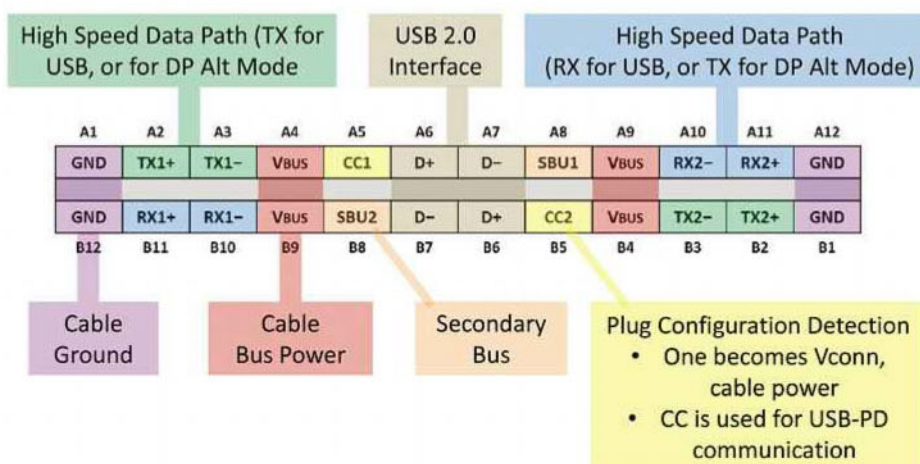 High Speed Data Path (TX for
USB, or for DP Alt Mode
USB 2.0
Interface
High Speed Data Path
(RX for USB, or TX for DP Alt Mode)
A1 A2 A3 A4 A5 A6 A7 A8 A9 A10 A11 A12
GND TX1+ TX1− VBUS CC1 D+ D− SBU1 VBUS RX2− RX2+ GND
GND RX1+ RX1− VBUS SBU2 D− D+ CC2 VBUS TX2− TX2+ GND
B12 B11 B10 B9 B8 B7 B6 B5 B4 B3 B2 B1
Cable
Ground
Cable
Bus Power
Secondary
Bus
Plug Configuration Detection
• One becomes Vconn,
cable power
• CC is used for USB-PD
communication